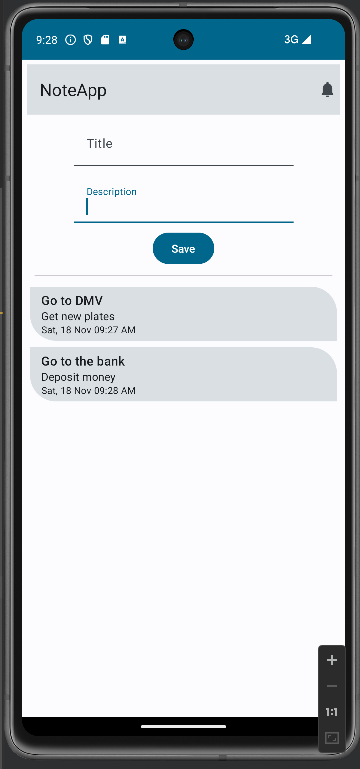 9:28
3G
NoteApp
Title
Description
Save
Go to DMV
Get new plates
Sat, 18 Nov 09:27 AM
Go to the bank
Deposit money
Sat, 18 Nov 09:28 AM
1:1